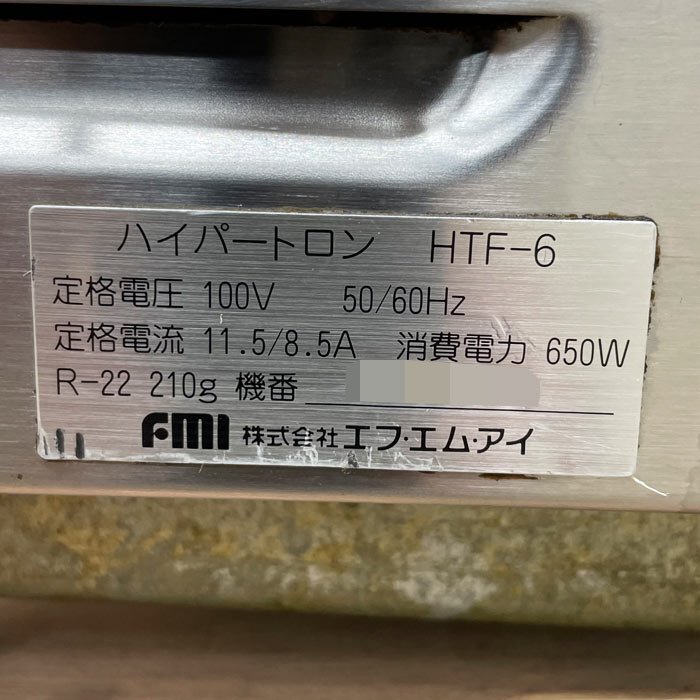 ハイパートロン HTF-6
定格電圧 100V 50/60Hz
定格電流 11.5/8.5A 消費電力 650W
R-22 210g 機番
FMI 株式会社エフ・エム・アイ